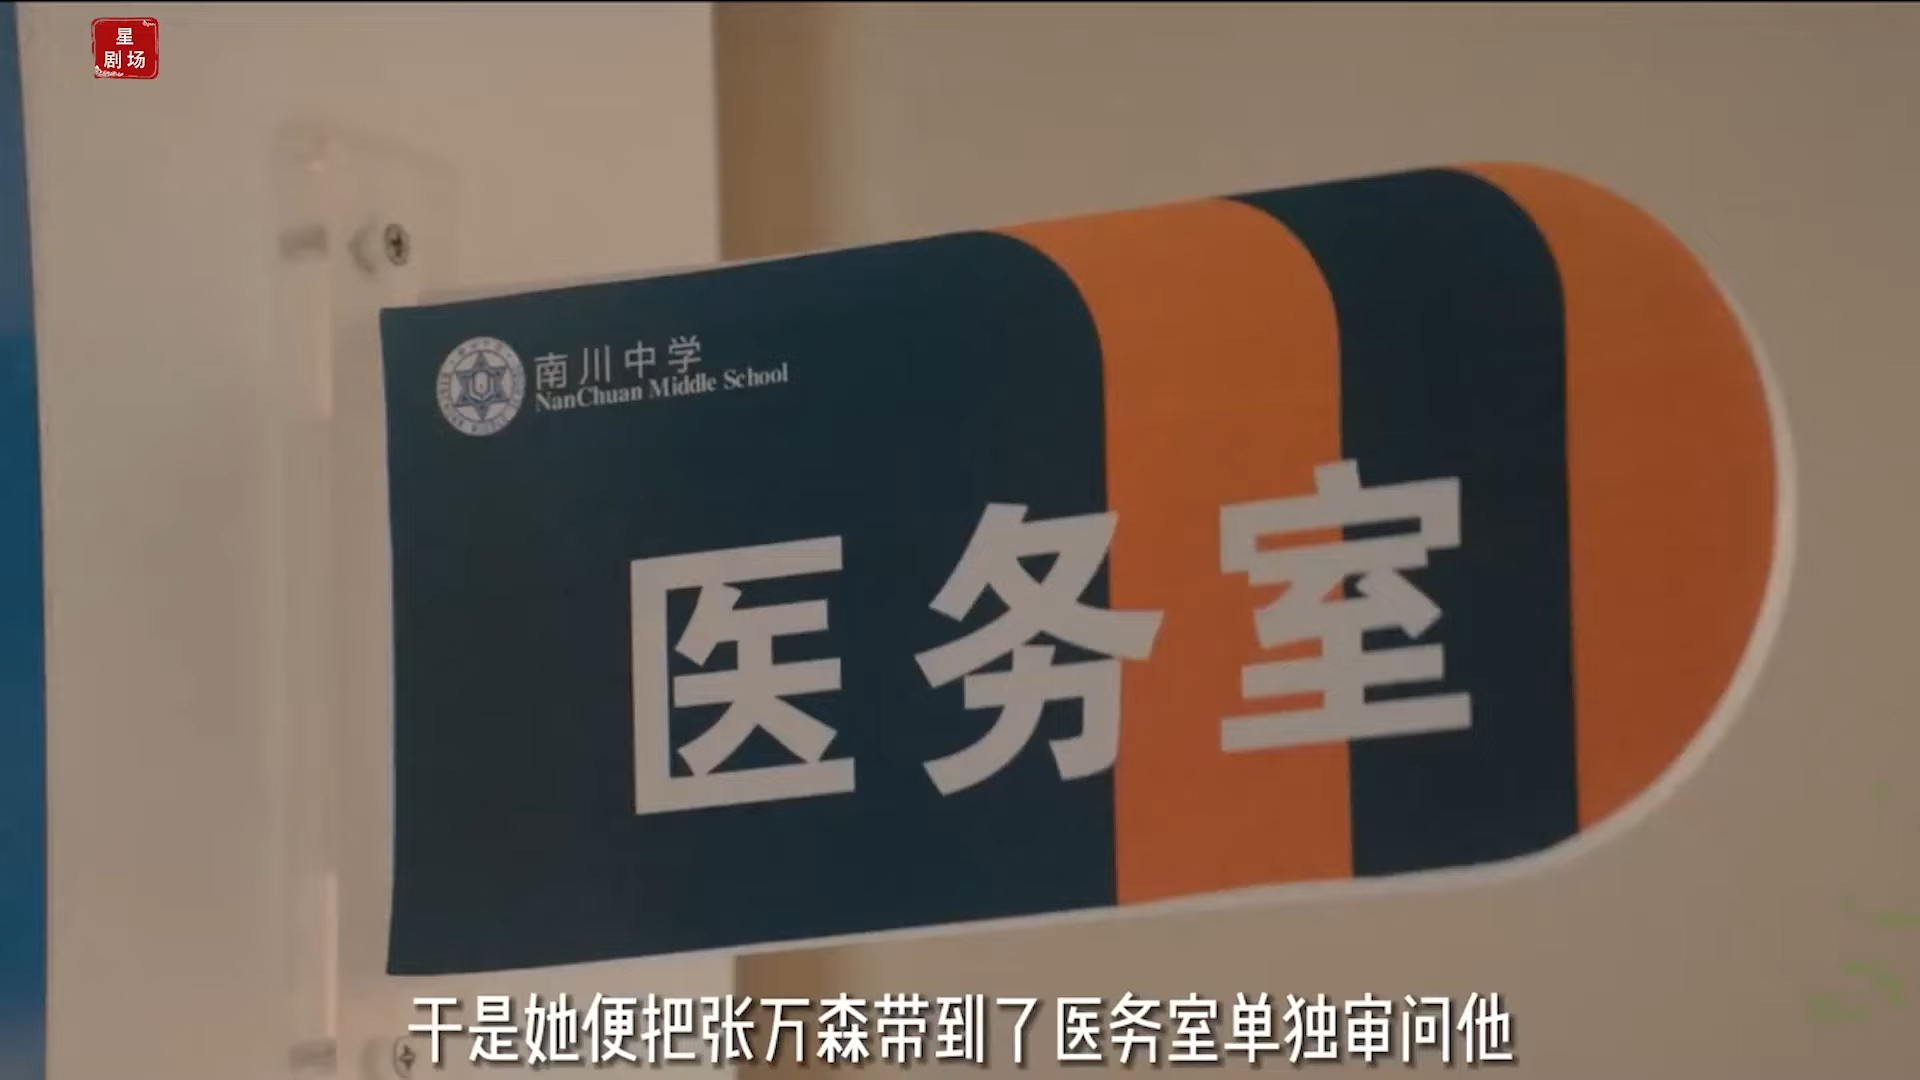 星
剧场
南川中学
NanChuan Middle School
医务室
于是她便把张万森带到了医务室单独审问他